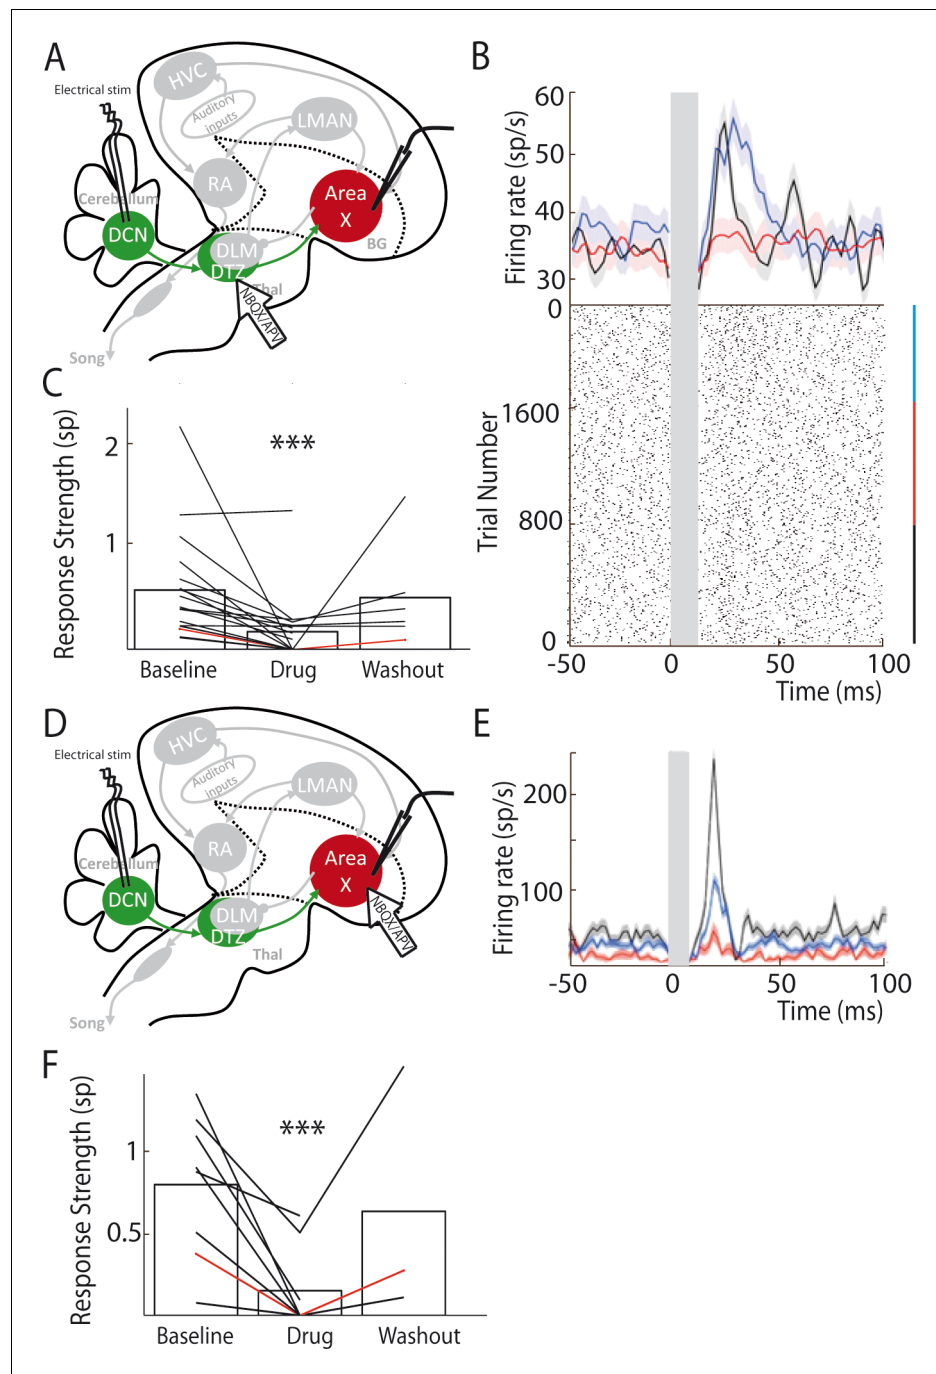 A
Electrical stim
HVC
Auditory
inputs
LMAN
RA
Cerebellum
DCN
Area
X
BG
DLM
DTZ
Thal
NBQX/APV
Song
B
Firing rate (sp/s)
60
50
40
30
0
Trial Number
1600
800
0
-50
0
50
100
Time (ms)
C
Response Strength (sp)
2
1
***
Baseline
Drug
Washout
D
Electrical stim
HVC
Auditory
inputs
LMAN
RA
Cerebellum
DCN
Area
X
DLM
DTZ
Thal
NBQX/APV
Song
E
Firing rate (sp/s)
200
100
-50
0
50
100
Time (ms)
F
Response Strength (sp)
1
0.5
***
Baseline
Drug
Washout